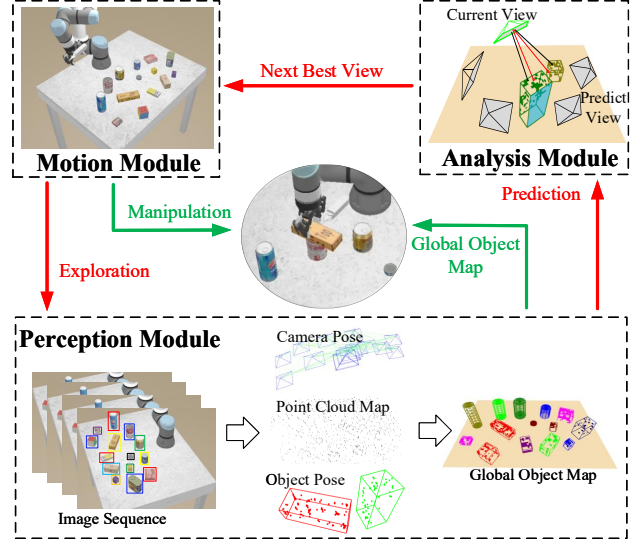 Current View
Next Best View
Predict
View
Motion Module
Analysis Module
Manipulation
Prediction
Global Object
Map
Exploration
Perception Module
Camera Pose
Point Cloud Map
Object Pose
Image Sequence
Global Object Map